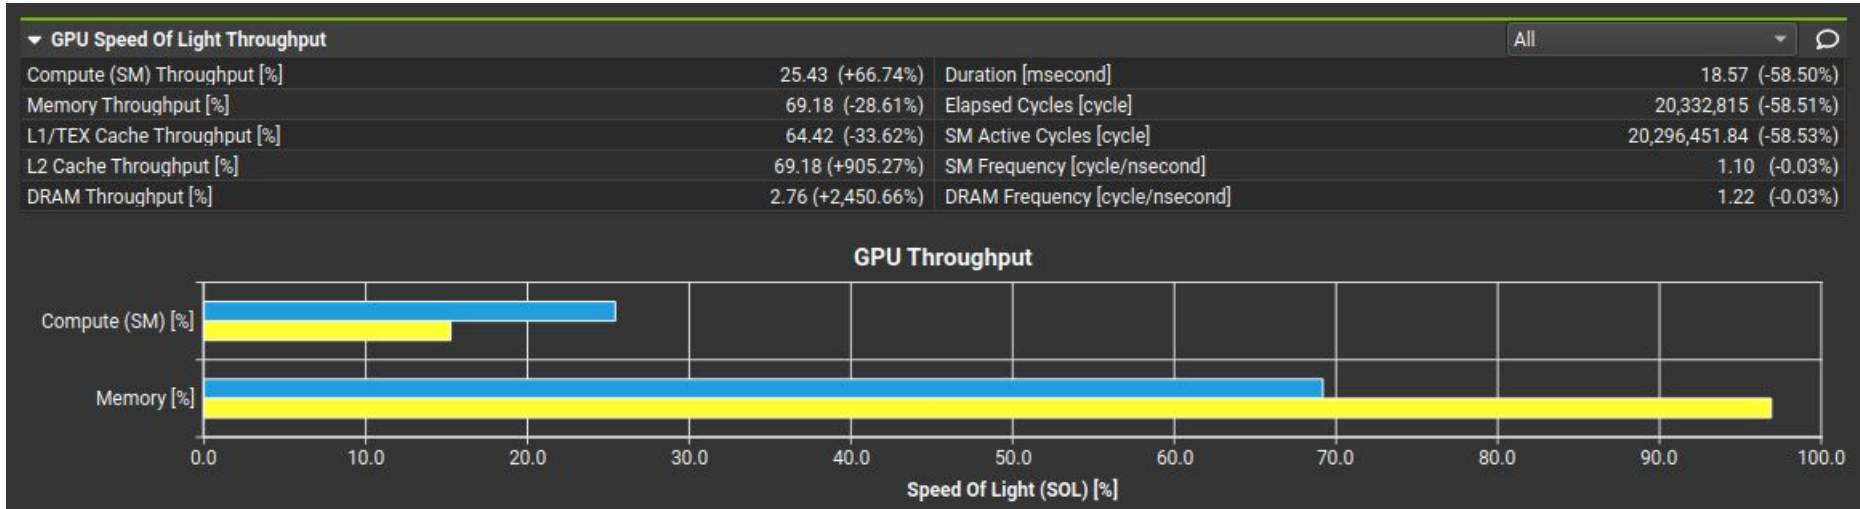 GPU Speed Of Light Throughput All
Compute (SM) Throughput [%] 25.43 (+66.74%) Duration [msecond] 18.57 (-58.50%)
Memory Throughput [%] 69.18 (-28.61%) Elapsed Cycles [cycle] 20,332,815 (-58.51%)
L1/TEX Cache Throughput [%] 64.42 (-33.62%) SM Active Cycles [cycle] 20,296,451.84 (-58.53%)
L2 Cache Throughput [%] 69.18 (+905.27%) SM Frequency [cycle/nsecond] 1.10 (-0.03%)
DRAM Throughput [%] 2.76 (+2,450.66%) DRAM Frequency [cycle/nsecond] 1.22 (-0.03%)
GPU Throughput
Compute (SM) [%]
Memory [%]
0.0 10.0 20.0 30.0 40.0 50.0 60.0 70.0 80.0 90.0 100.0
Speed Of Light (SOL) [%]